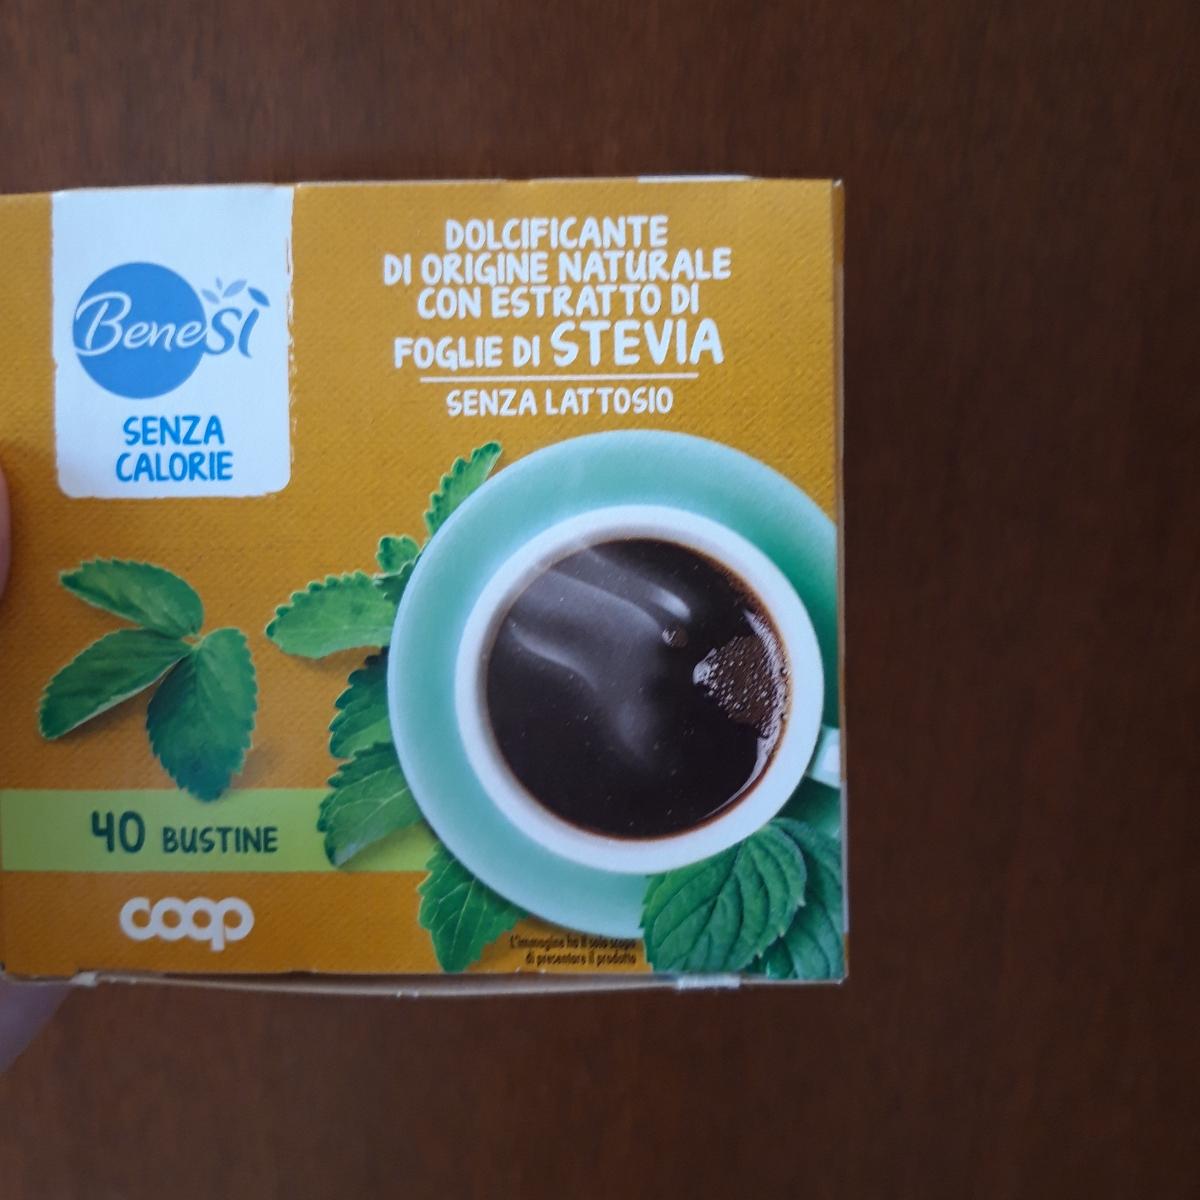 BeneSì
SENZA
CALORIE
DOLCIFICANTE
DI ORIGINE NATURALE
CON ESTRATTO DI
FOGLIE DI STEVIA
SENZA LATTOSIO
40 BUSTINE
coop
L'immagine ha il solo scopo
di presentare il prodotto